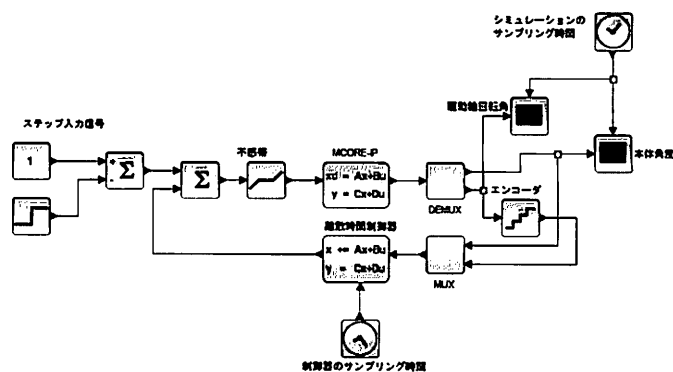 シミュレーションの
サンプリング時間
駆動輪回転角
ステップ入力信号
不感帯
MCORE-IP
本体角度
1
+
-
Σ
Σ
xd = Ax+Bu
y = Cx+Du
DEMUX
エンコーダ
離散時間制御器
x += Ax+Bu
y = Cx+Du
MUX
制御器のサンプリング時間